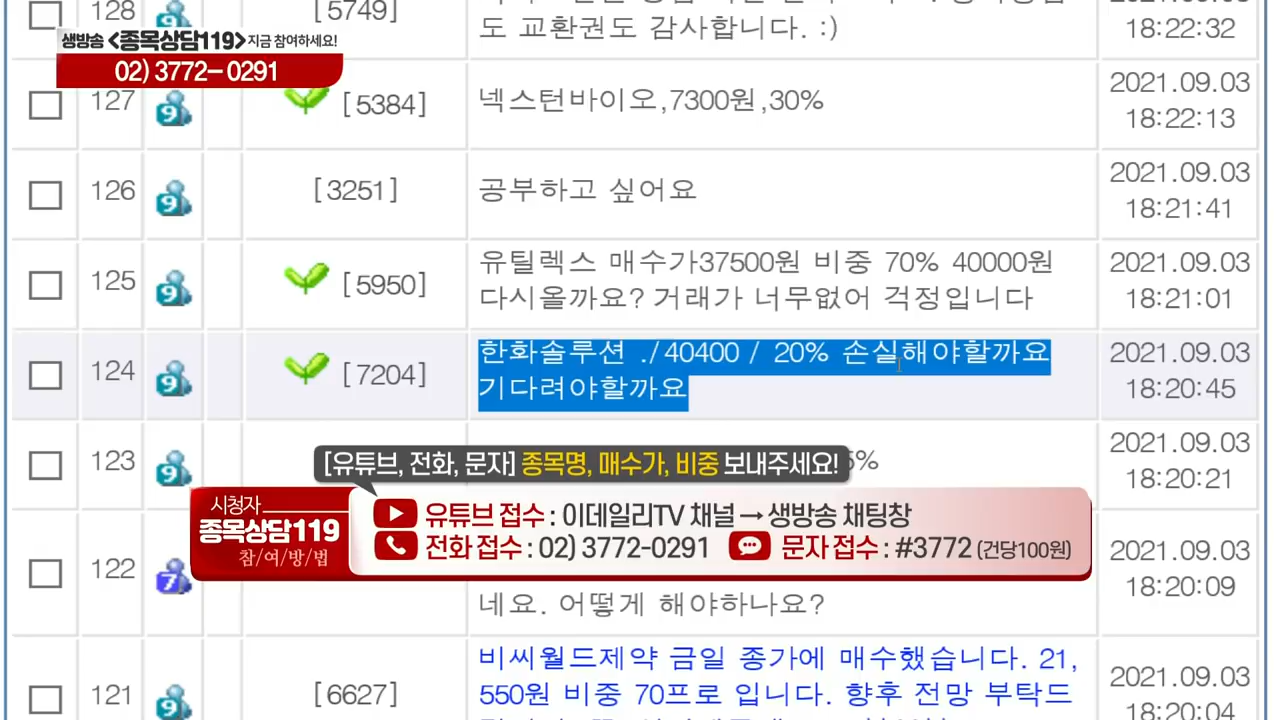 128
[5749]
도 교환권도 감사합니다. :)
18:22:32
생방송 <종목상담119> 지금 참여하세요!
02) 3772-0291
127
9
[5384]
넥스턴바이오,7300원,30%
2021.09.03
18:22:13
126
9
[3251]
공부하고 싶어요
2021.09.03
18:21:41
125
9
[5950]
유틸렉스 매수가37500원 비중 70% 40000원
다시올까요? 거래가 너무없어 걱정입니다
2021.09.03
18:21:01
124
9
[7204]
한화솔루션 ./40400 / 20% 손실해야할까요
기다려야할까요
2021.09.03
18:20:45
123
9
%
2021.09.03
18:20:21
[유튜브, 전화, 문자] 종목명, 매수가, 비중 보내주세요!
시청자
종목상담119
참/여/방/법
유튜브 접수 : 이데일리TV 채널 → 생방송 채팅창
전화 접수 : 02) 3772-0291 문자 접수 : #3772 (건당100원)
122
7
네요. 어떻게 해야하나요?
2021.09.03
18:20:09
121
9
[6627]
비씨월드제약 금일 종가에 매수했습니다. 21,
550원 비중 70프로 입니다. 향후 전망 부탁드
2021.09.03
18:20:04